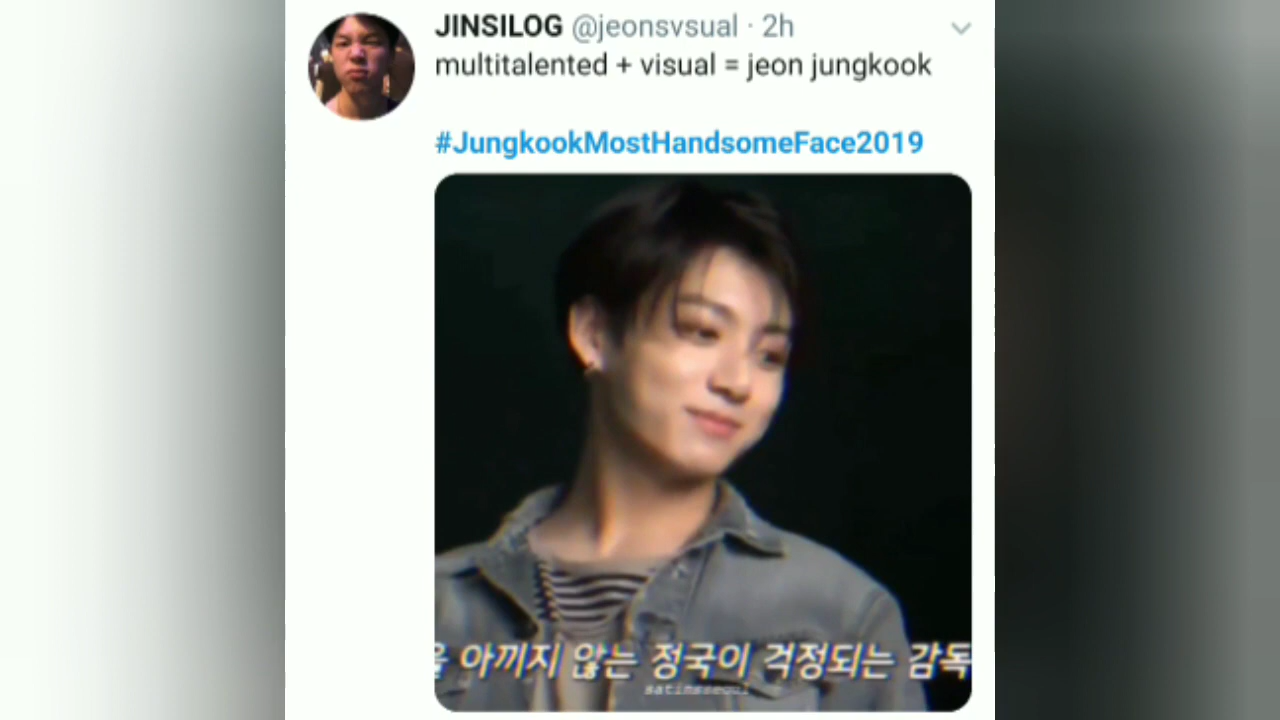 JINSILOG @jeonsvsual · 2h
multitalented + visual = jeon jungkook
#JungkookMostHandsomeFace2019
아끼지 않는 정국이 걱정되는 감독
satinsseoul